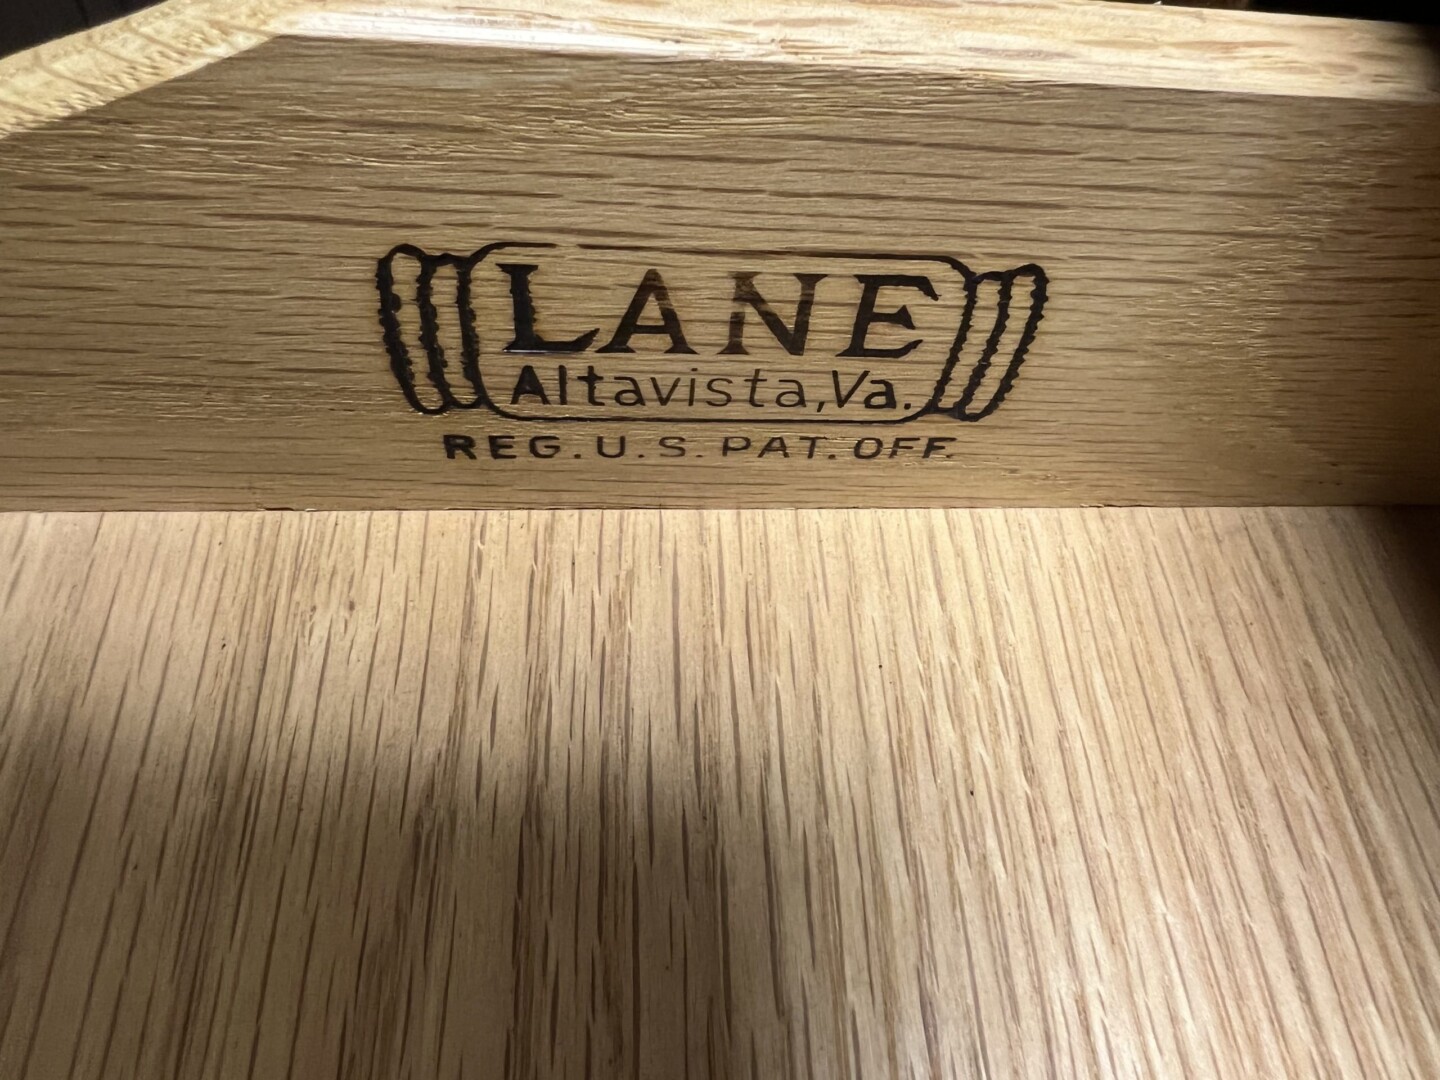 LANE
Altavista, Va.
REG. U.S. PAT. OFF.